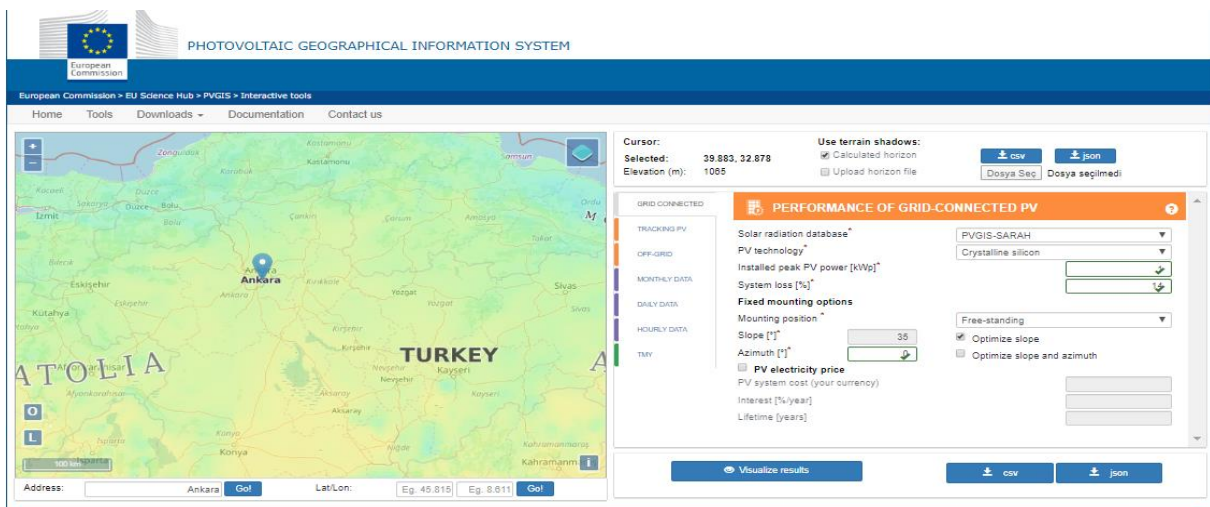 PHOTOVOLTAIC GEOGRAPHICAL INFORMATION SYSTEM
European
Commission
European Commission > EU Science Hub > PVGIS > Interactive tools
Home Tools Downloads Documentation Contact us
+
−
Zonguldak
Kastamonu
Kastamonu
Samsun
Karabük
Kocaeli
Sakarya
Düzce
Bolu
Ordu
Izmit
Bolu
Çankırı
Çorum
Amasya
M
Tokat
Bilecik
Ankara
Eskişehir
Kırıkkale
Yozgat
Sivas
Eskişehir
Ankara
Yozgat
Sivas
Kütahya
Kırşehir
Kırşehir
TURKEY
Nevşehir
Kayseri
Nevşehir
ATOLIA
A
Afyonkarahisar
Aksaray
Kayseri
Aksaray
O
L
Isparta
Konya
Konya
Niğde
Kahramanmaraş
Isparta
Kahramanm
100 km
i
Address: Ankara Go! Lat/Lon: Eg. 45.815 Eg. 8.611 Go!
Cursor:
Selected: 39.883, 32.878
Elevation (m): 1065
Use terrain shadows:
Calculated horizon
Upload horizon file
csv json
Dosya Seç Dosya seçilmedi
GRID CONNECTED
TRACKING PV
OFF-GRID
MONTHLY DATA
DAILY DATA
HOURLY DATA
TMY
PERFORMANCE OF GRID-CONNECTED PV ?
Solar radiation database* PVGIS-SARAH
PV technology* Crystalline silicon
Installed peak PV power [kWp]*
System loss [%]* 14
Fixed mounting options
Mounting position * Free-standing
Slope [°]* 35 Optimize slope
Azimuth [°]* 0 Optimize slope and azimuth
PV electricity price
PV system cost (your currency)
Interest [%/year]
Lifetime [years]
Visualize results csv json